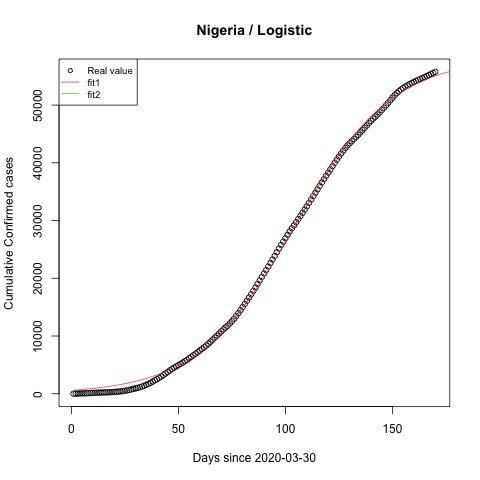 Nigeria / Logistic
Real value
fit1
fit2
Cumulative Confirmed cases
50000
40000
30000
20000
10000
0
0 50 100 150
Days since 2020-03-30